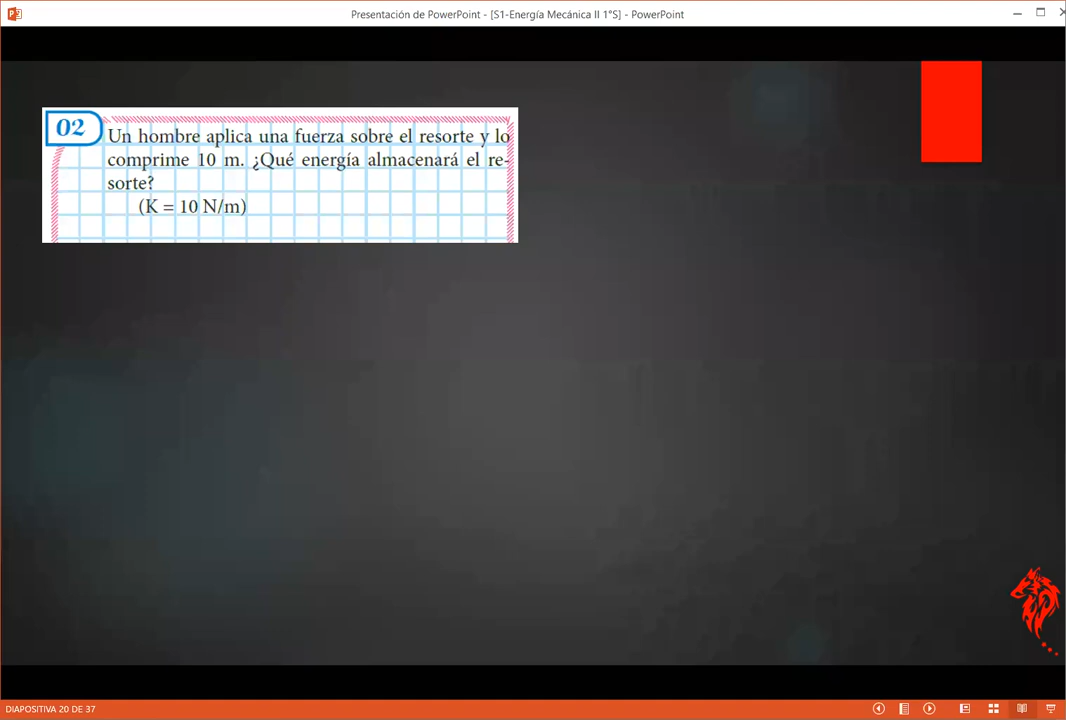 Presentación de PowerPoint - [S1-Energía Mecánica II 1°S] - PowerPoint
02
Un hombre aplica una fuerza sobre el resorte y lo
comprime 10 m. ¿Qué energía almacenará el re-
sorte?
(K = 10 N/m)
DIAPOSITIVA 20 DE 37